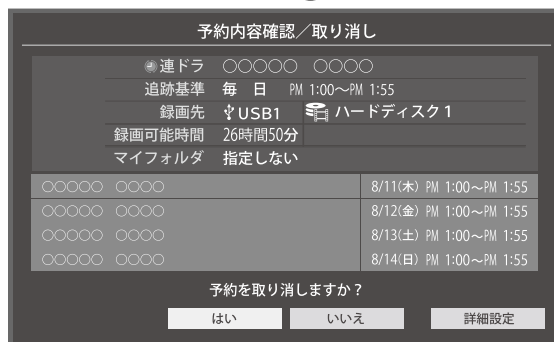 予約内容確認／取り消し
連ドラ ○○○○○ ○○○○
追跡基準 毎 日 PM 1:00〜PM 1:55
録画先 USB1 ハードディスク1
録画可能時間 26時間50分
マイフォルダ 指定しない
○○○○○ ○○○○ 8/11(木) PM 1:00〜PM 1:55
○○○○○ ○○○○ 8/12(金) PM 1:00〜PM 1:55
○○○○○ ○○○○ 8/13(土) PM 1:00〜PM 1:55
○○○○○ ○○○○ 8/14(日) PM 1:00〜PM 1:55
予約を取り消しますか？
はい いいえ 詳細設定